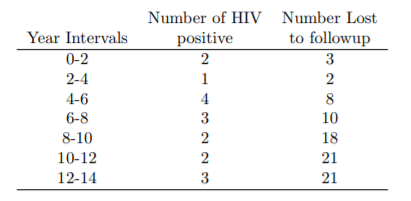 Number of HIV Number Lost
Year Intervals positive to followup
0-2 2 3
2-4 1 2
4-6 4 8
6-8 3 10
8-10 2 18
10-12 2 21
12-14 3 21